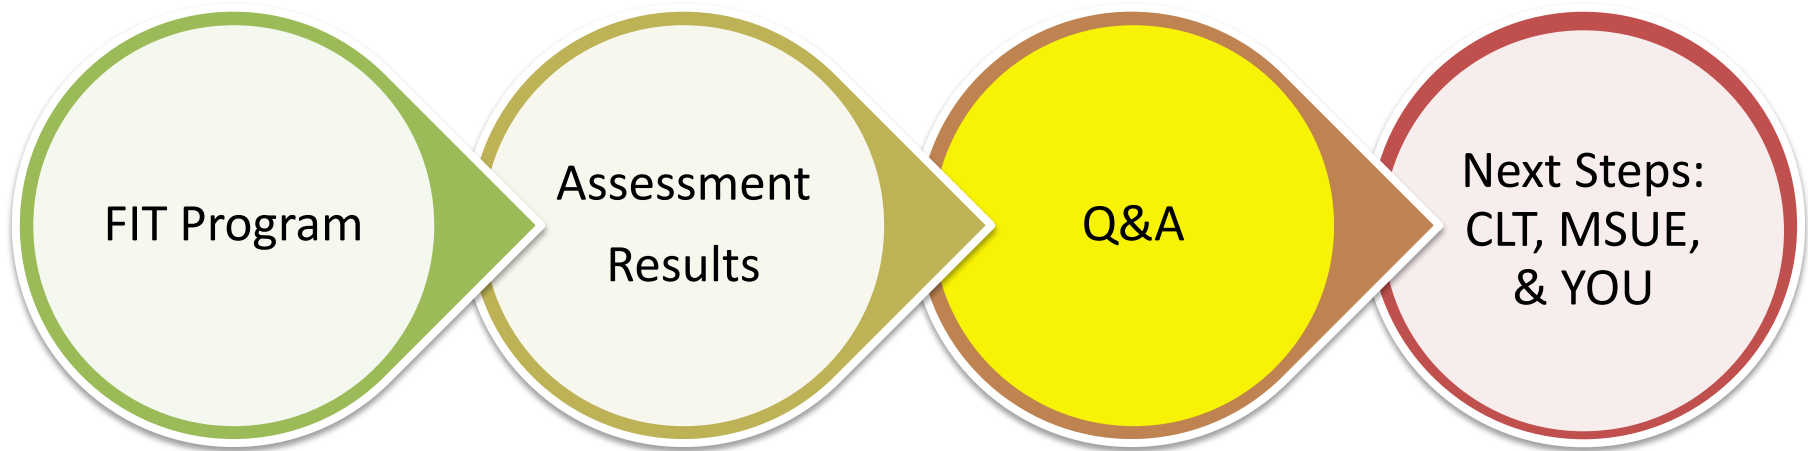 FIT Program
Assessment
Results
Q&A
Next Steps:
CLT, MSUE,
& YOU